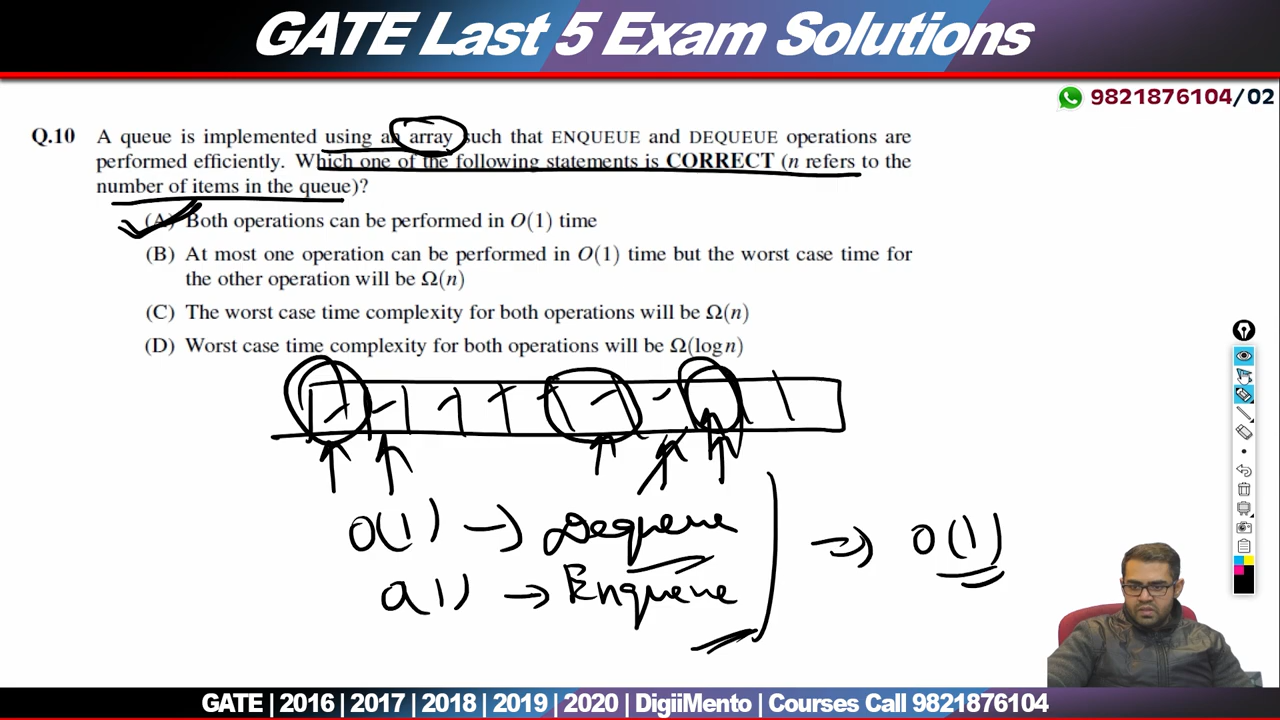 GATE Last 5 Exam Solutions
9821876104/02
Q.10 A queue is implemented using an array such that ENQUEUE and DEQUEUE operations are
performed efficiently. Which one of the following statements is CORRECT (n refers to the
number of items in the queue)?
(A) Both operations can be performed in O(1) time
(B) At most one operation can be performed in O(1) time but the worst case time for
the other operation will be Ω(n)
(C) The worst case time complexity for both operations will be Ω(n)
(D) Worst case time complexity for both operations will be Ω(log n)
O(1) → Dequeue
O(1) → Enqueue
⇒ O(1)
GATE | 2016 | 2017 | 2018 | 2019 | 2020 | DigiiMento | Courses Call 9821876104